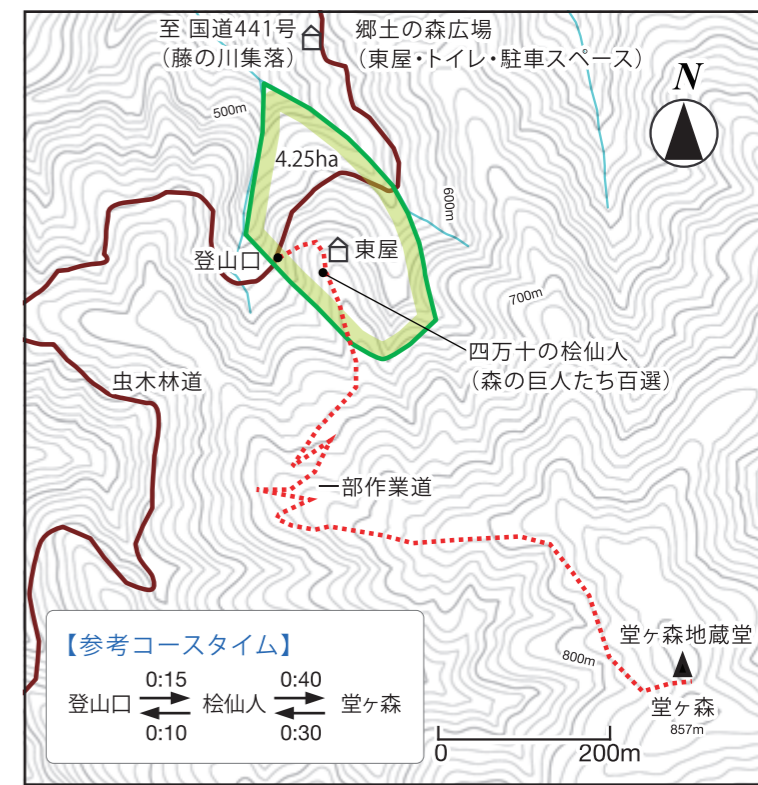 至 国道441号
（藤の川集落）
郷土の森広場
（東屋・トイレ・駐車スペース）
N
500m
4.25ha
600m
登山口
東屋
700m
四万十の桧仙人
（森の巨人たち百選）
虫木林道
一部作業道
800m
堂ヶ森地蔵堂
堂ヶ森
857m
【参考コースタイム】
0:15 0:40
登山口 桧仙人 堂ヶ森
0:10 0:30
0 200m